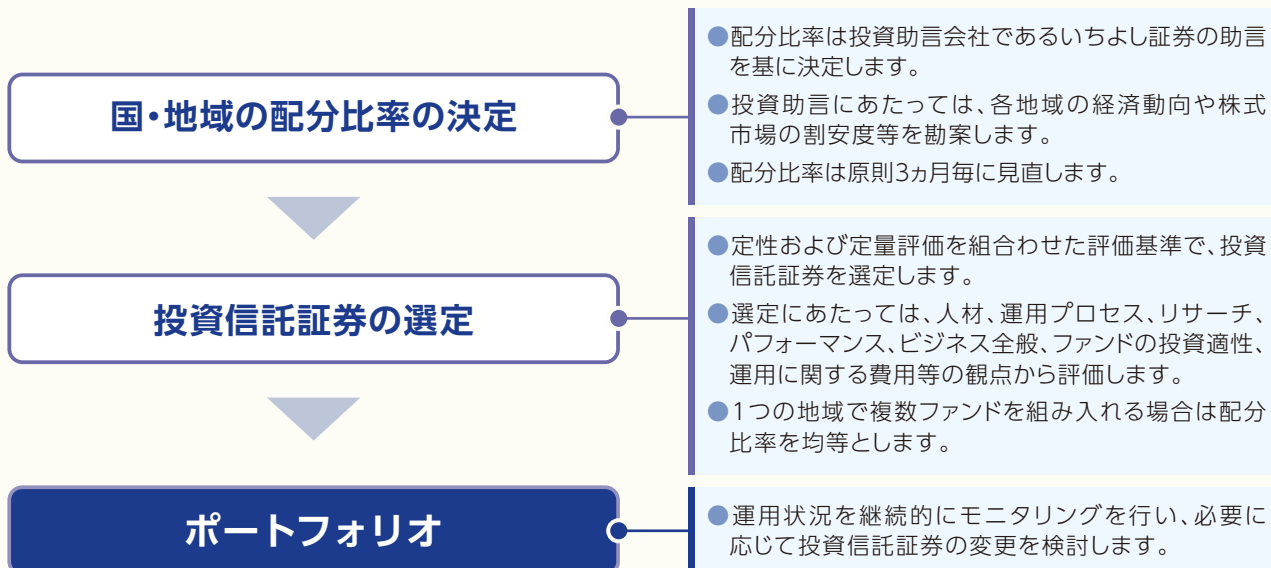 国・地域の配分比率の決定
●配分比率は投資助言会社であるいちよし証券の助言
を基に決定します。
●投資助言にあたっては、各地域の経済動向や株式
市場の割安度等を勘案します。
●配分比率は原則3ヵ月毎に見直します。
投資信託証券の選定
●定性および定量評価を組合わせた評価基準で、投資
信託証券を選定します。
●選定にあたっては、人材、運用プロセス、リサーチ、
パフォーマンス、ビジネス全般、ファンドの投資適性、
運用に関する費用等の観点から評価します。
●1つの地域で複数ファンドを組み入れる場合は配分
比率を均等とします。
ポートフォリオ
●運用状況を継続的にモニタリングを行い、必要に
応じて投資信託証券の変更を検討します。